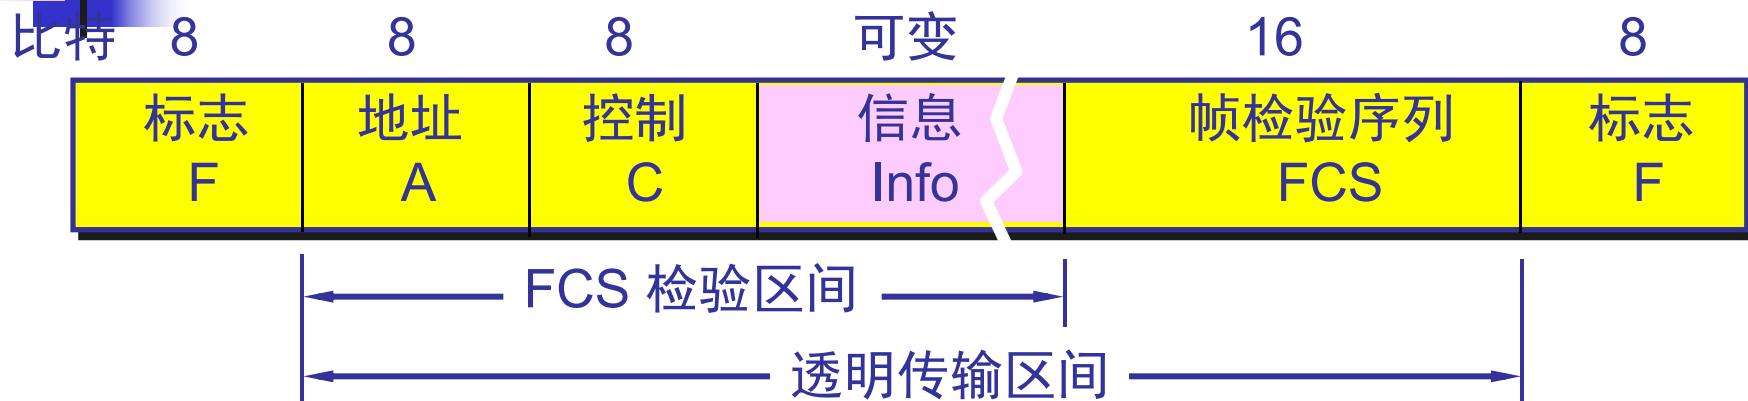 比特 8 8 8 可变 16 8
标志 地址 控制 信息 帧检验序列 标志
F A C Info FCS F
FCS 检验区间
透明传输区间